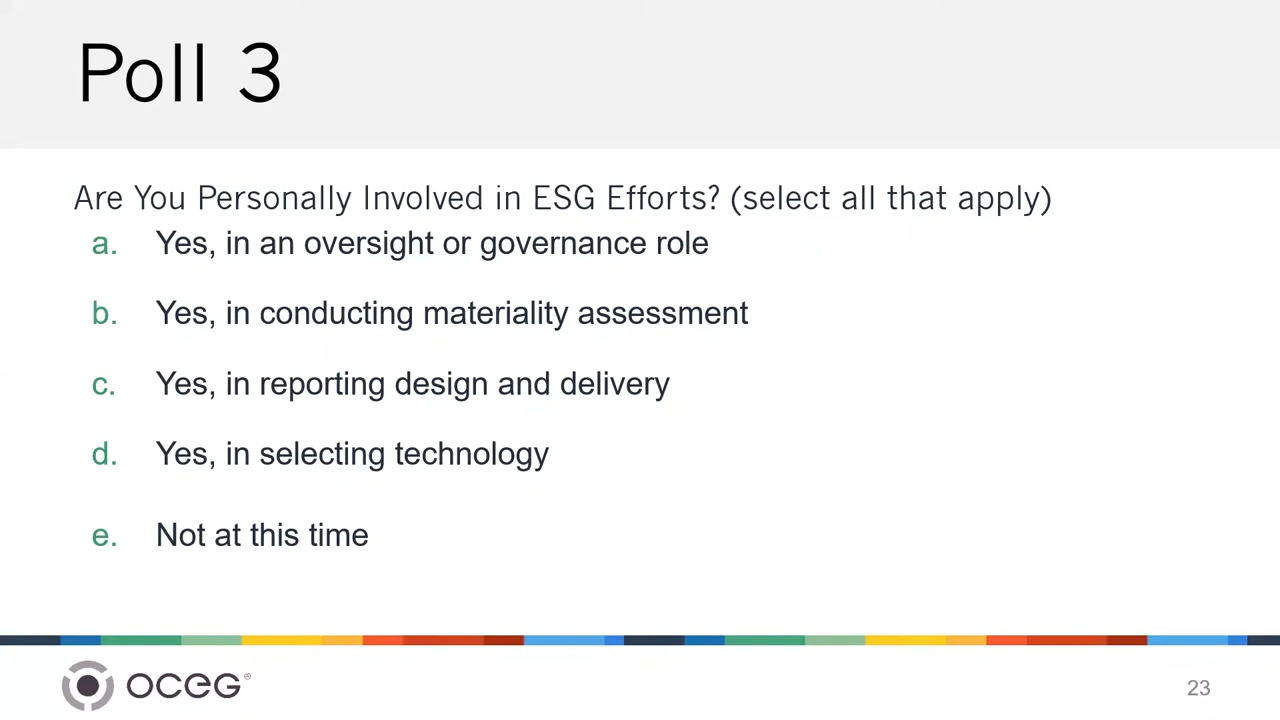 Poll 3
Are You Personally Involved in ESG Efforts? (select all that apply)
a. Yes, in an oversight or governance role
b. Yes, in conducting materiality assessment
c. Yes, in reporting design and delivery
d. Yes, in selecting technology
e. Not at this time
OCEG®
23